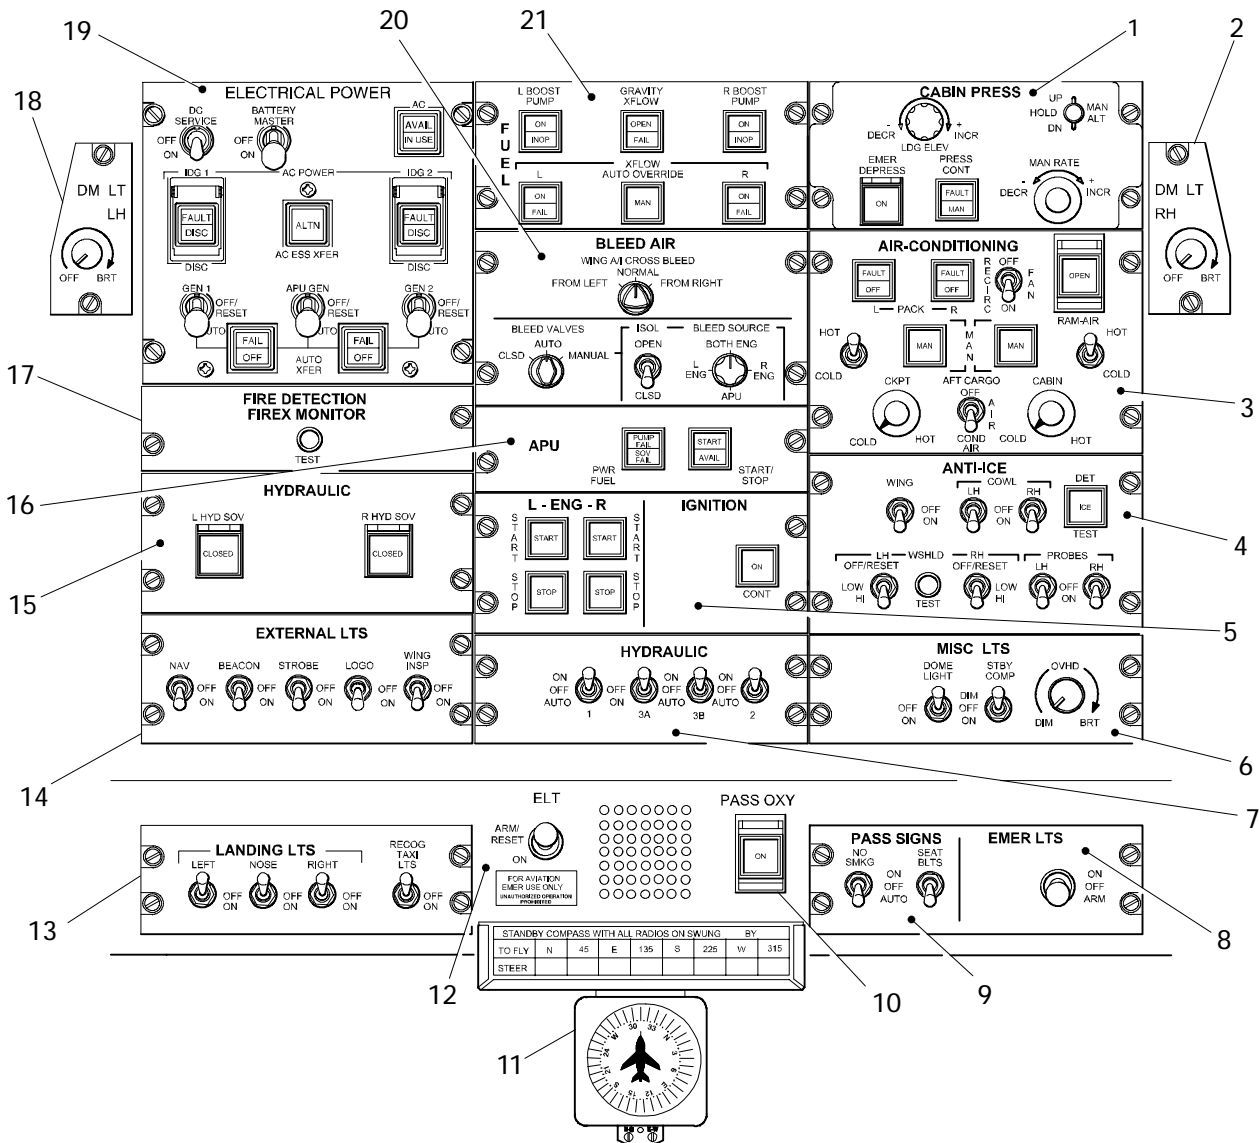 20
21
1
2
19
18
ELECTRICAL POWER
DC SERVICE
OFF
ON
BATTERY MASTER
OFF
ON
AC
AVAIL
IN USE
IDG 1
AC POWER
IDG 2
FAULT
DISC
ALTN
FAULT
DISC
DISC
AC ESS XFER
DISC
GEN 1
OFF/
RESET
AUTO
APU GEN
OFF/
RESET
AUTO
GEN 2
OFF/
RESET
AUTO
FAIL
OFF
AUTO
XFER
FAIL
OFF
DM LT
LH
OFF
BRT
FUEL
L BOOST
PUMP
GRAVITY
XFLOW
R BOOST
PUMP
ON
INOP
OPEN
FAIL
ON
INOP
XFLOW
L
AUTO OVERRIDE
R
ON
FAIL
MAN
ON
FAIL
CABIN PRESS
DECR
-
+
INCR
LDG ELEV
UP
HOLD
DN
MAN
ALT
EMER
DEPRESS
ON
PRESS
CONT
FAULT
MAN
MAN RATE
-
+
DECR
INCR
DM LT
RH
OFF
BRT
BLEED AIR
WING A/I CROSS BLEED
NORMAL
FROM LEFT
FROM RIGHT
BLEED VALVES
AUTO
CLSD
MANUAL
ISOL
OPEN
CLSD
BLEED SOURCE
BOTH ENG
L
ENG
R
ENG
APU
AIR-CONDITIONING
FAULT
OFF
FAULT
OFF
L
PACK
R
RECIRC
OFF
ON
FAN
OPEN
RAM-AIR
HOT
COLD
MAN
MAN
MAN
HOT
COLD
CKPT
COLD
HOT
AFT CARGO
OFF
AIR
COND
AIR
CABIN
COLD
HOT
3
17
FIRE DETECTION
FIREX MONITOR
TEST
16
APU
PUMP
FAIL
SOV
FAIL
START
AVAIL
PWR
FUEL
START/
STOP
15
HYDRAULIC
L HYD SOV
R HYD SOV
CLOSED
CLOSED
L - ENG - R
START
START
START
START
STOP
STOP
STOP
STOP
IGNITION
ON
CONT
ANTI-ICE
WING
OFF
ON
COWL
LH
RH
OFF
ON
DET
ICE
TEST
4
LH
WSHLD
RH
OFF/RESET
OFF/RESET
LOW
HI
TEST
LOW
HI
PROBES
LH
RH
OFF
ON
5
EXTERNAL LTS
NAV
BEACON
STROBE
LOGO
WING
INSP
OFF
ON
OFF
ON
OFF
ON
OFF
ON
OFF
ON
14
HYDRAULIC
ON
OFF
AUTO
1
OFF
ON
3A
ON
OFF
AUTO
3B
ON
OFF
AUTO
2
7
MISC LTS
DOME
LIGHT
OFF
ON
STBY
COMP
DIM
OFF
ON
OVHD
DIM
BRT
6
13
LANDING LTS
LEFT
NOSE
RIGHT
RECOG
TAXI
LTS
OFF
ON
OFF
ON
OFF
ON
OFF
ON
ELT
ARM/
RESET
ON
12
FOR AVIATION
EMER USE ONLY
UNAUTHORIZED OPERATION
PROHIBITED
PASS OXY
ON
10
PASS SIGNS
NO
SMKG
SEAT
BLTS
ON
OFF
AUTO
9
EMER LTS
ON
OFF
ARM
8
STANDBY COMPASS WITH ALL RADIOS ON SWUNG BY
TO FLY N 45 E 135 S 225 W 315
STEER
11
30 33 N 3 6 E 12 15 S 21 24 W